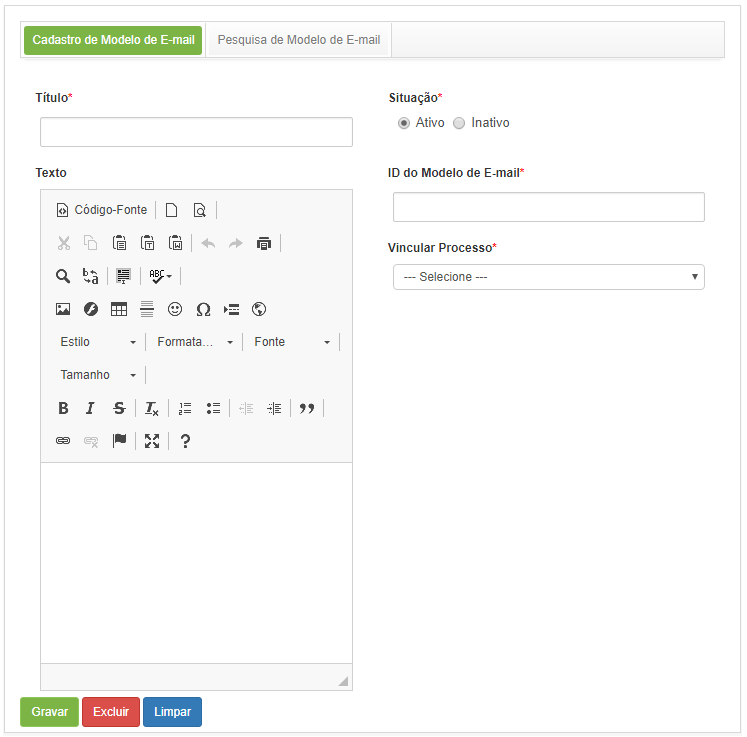 Cadastro de Modelo de E-mail Pesquisa de Modelo de E-mail
Título* Situação*
Ativo Inativo
Texto ID do Modelo de E-mail*
Código-Fonte
Vincular Processo*
--- Selecione ---
ABC
Estilo Formata... Fonte
Tamanho
B I S Ix
?
Gravar Excluir Limpar